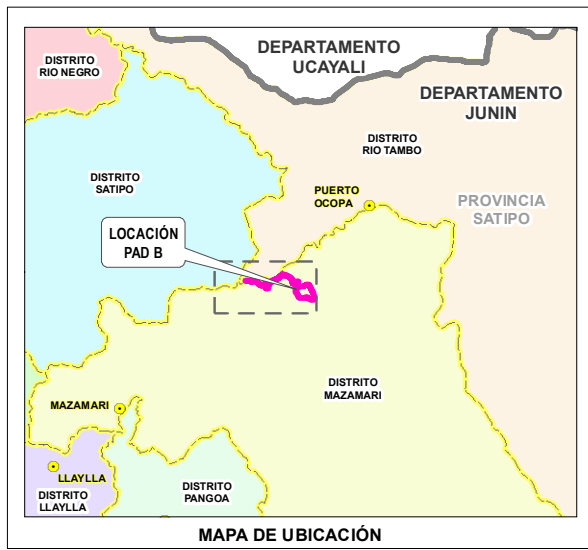 DISTRITO
RIO NEGRO
DEPARTAMENTO
UCAYALI
DEPARTAMENTO
JUNIN
DISTRITO
RIO TAMBO
DISTRITO
SATIPO
PUERTO
OCOPA
PROVINCIA
SATIPO
LOCACIÓN
PAD B
DISTRITO
MAZAMARI
MAZAMARI
LLAYLLA
DISTRITO
LLAYLLA
DISTRITO
PANGOA
MAPA DE UBICACIÓN